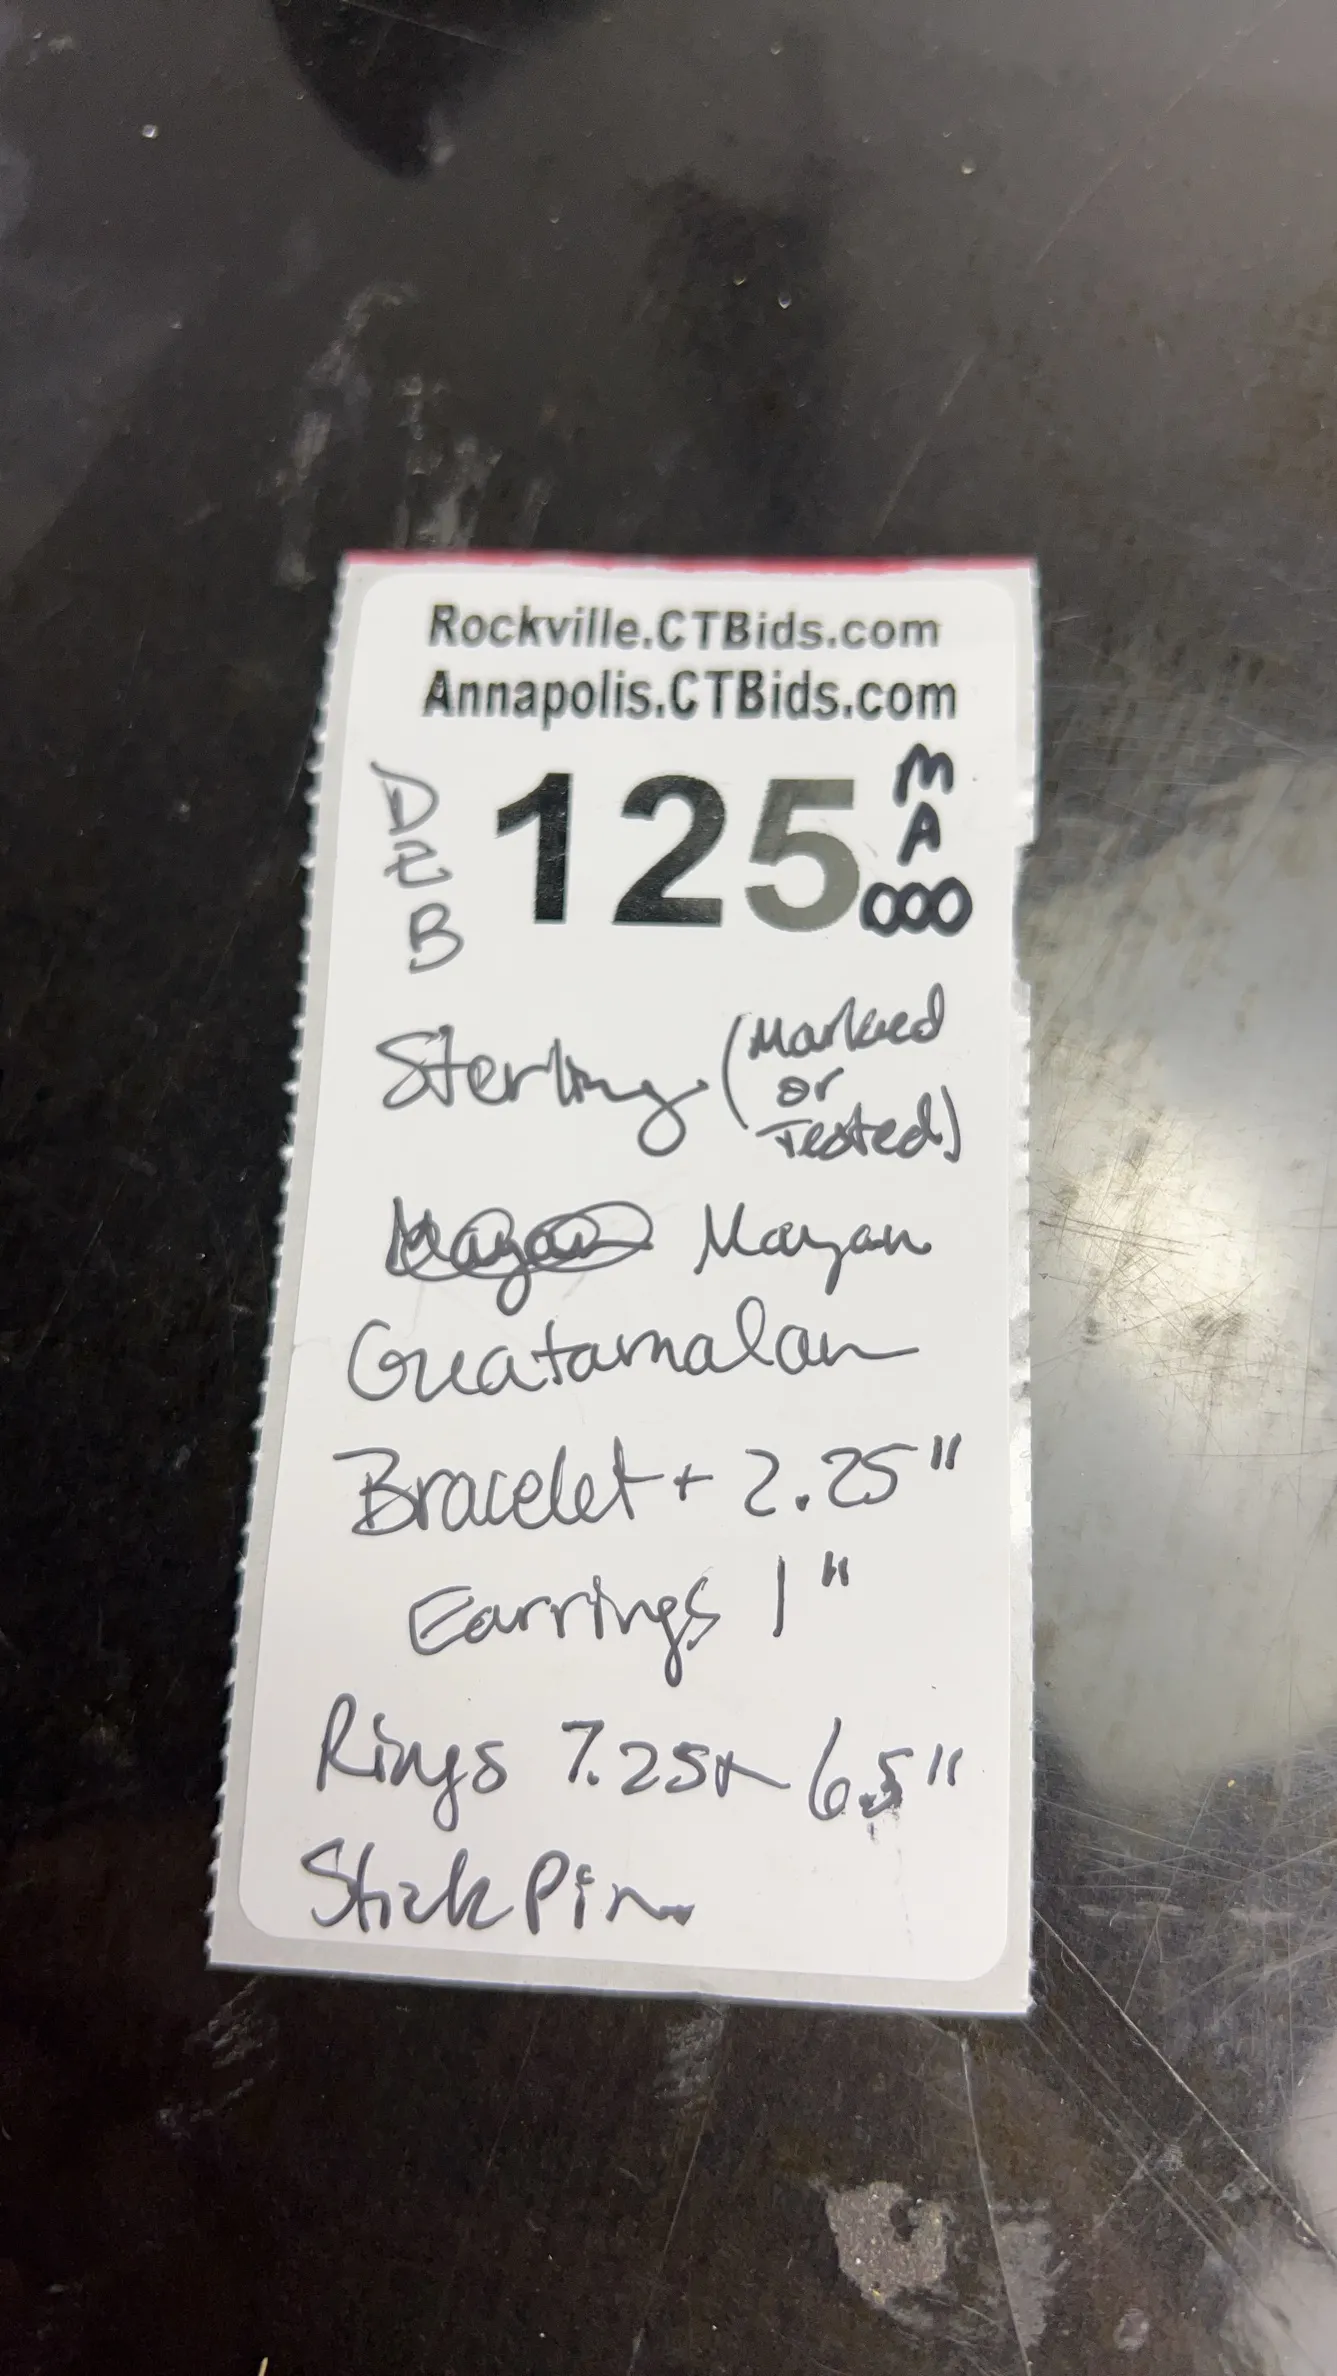 Rockville.CTBids.com
Annapolis.CTBids.com
DEB
125
MA
000
Sterling (Marked
or
Tested)
Mayan
Guatamalan
Bracelet + 2.25"
Earrings 1"
Rings 7.25+ 6.5"
Stick Pin